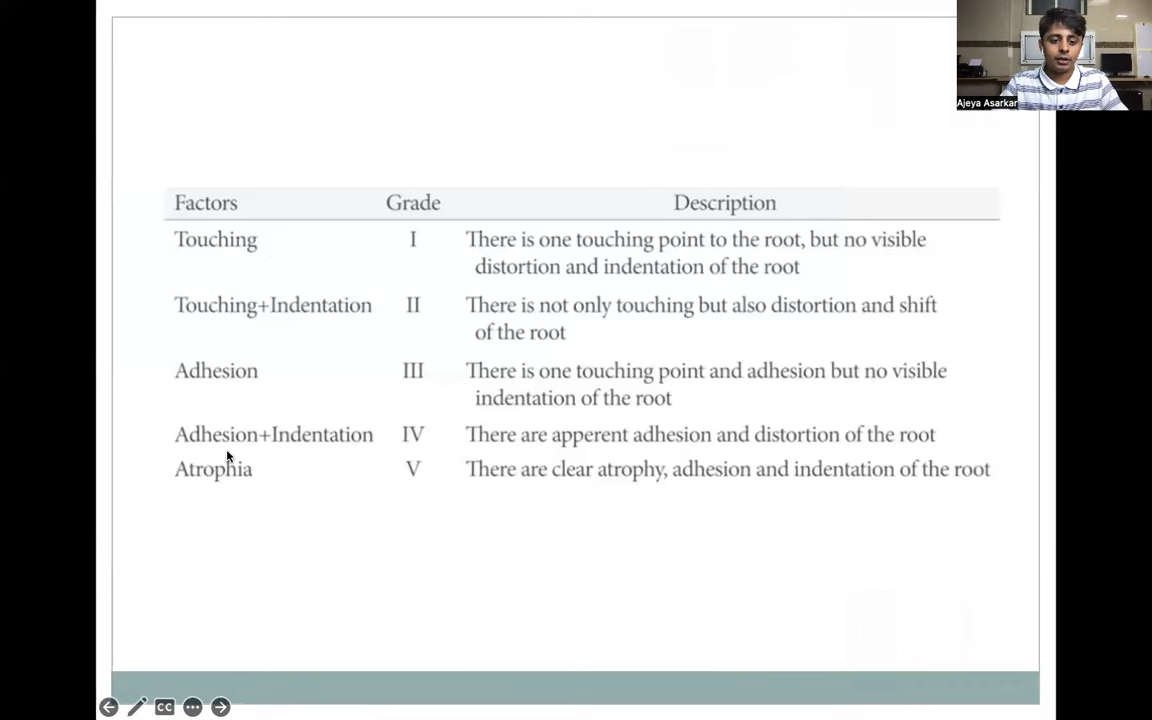 Ajeya Asarkar
Factors Grade Description
Touching I There is one touching point to the root, but no visible
distortion and indentation of the root
Touching+Indentation II There is not only touching but also distortion and shift
of the root
Adhesion III There is one touching point and adhesion but no visible
indentation of the root
Adhesion+Indentation IV There are apperent adhesion and distortion of the root
Atrophia V There are clear atrophy, adhesion and indentation of the root
CC